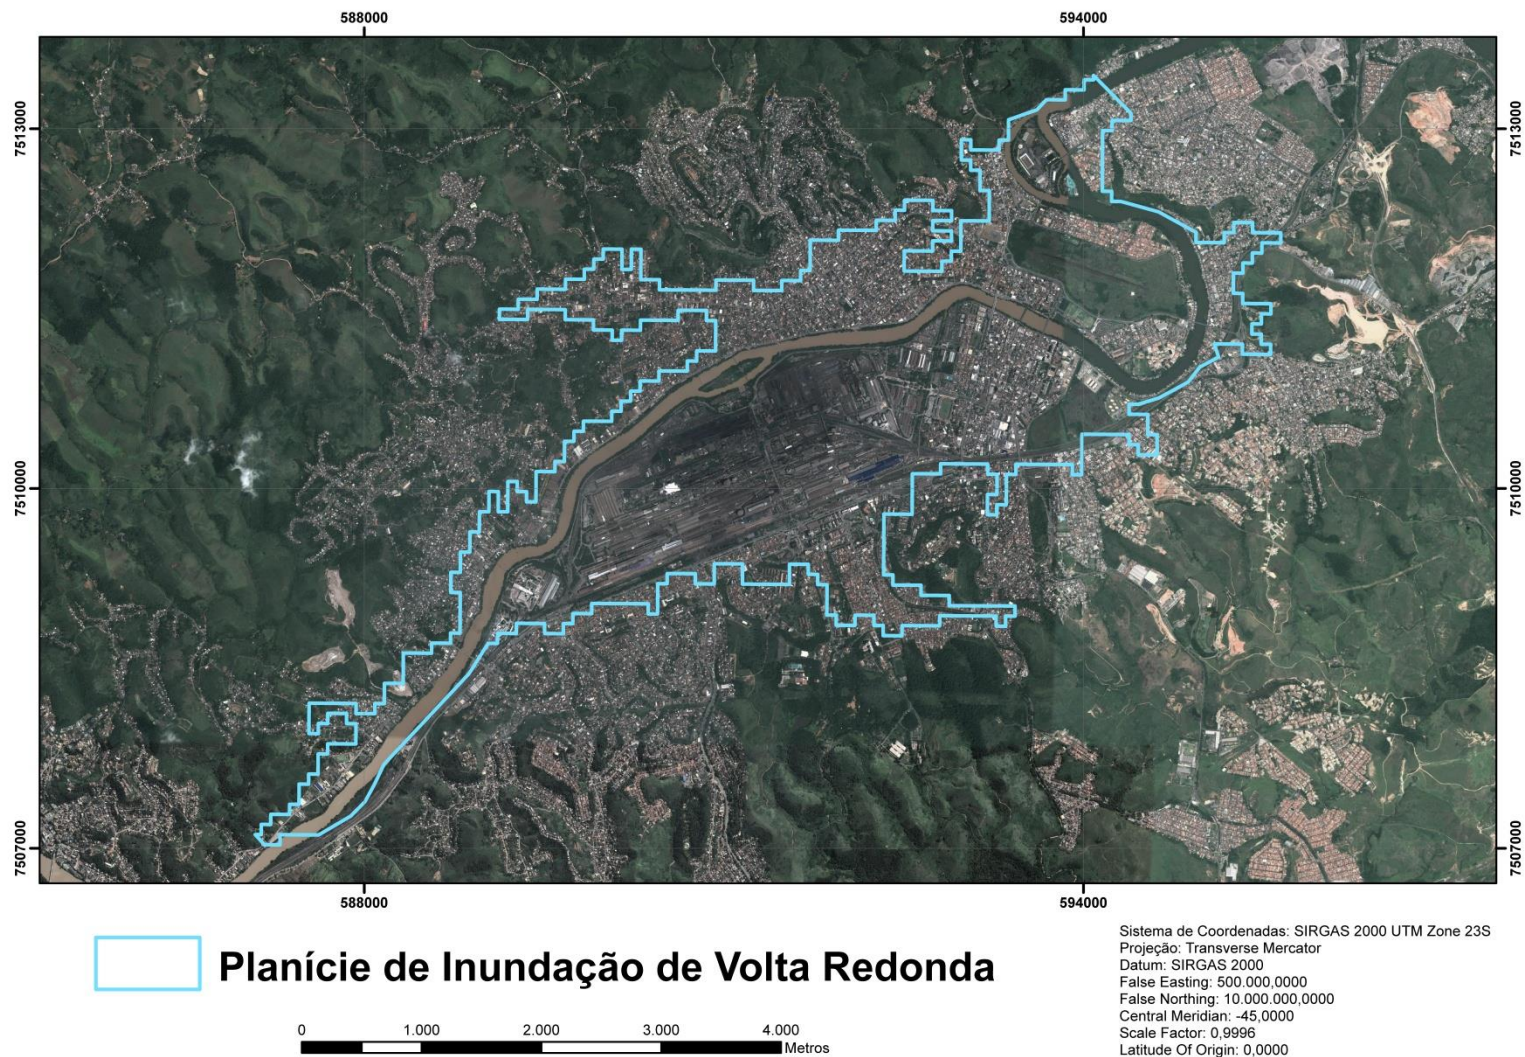 588000 594000
7513000 7513000
7510000 7510000
7507000 7507000
588000 594000
Planície de Inundação de Volta Redonda
0 1.000 2.000 3.000 4.000
Metros
Sistema de Coordenadas: SIRGAS 2000 UTM Zone 23S
Projeção: Transverse Mercator
Datum: SIRGAS 2000
False Easting: 500.000,0000
False Northing: 10.000.000,0000
Central Meridian: -45,0000
Scale Factor: 0,9996
Latitude Of Origin: 0,0000